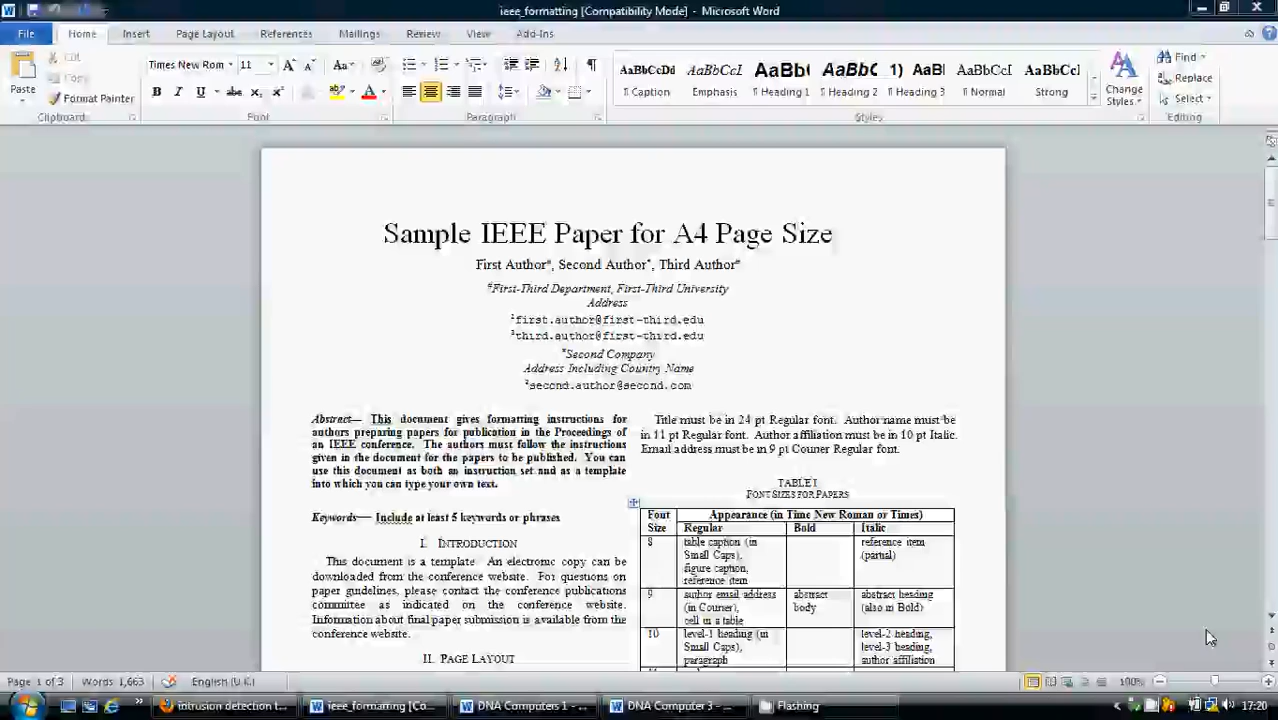 ieee_formatting [Compatibility Mode] - Microsoft Word
File Home Insert Page Layout References Mailings Review View Add-Ins
Paste
Cut
Copy
Format Painter
Clipboard
Times New Rom 11
Font
Paragraph
AaBbCcDd AaBbCcI AaBb( AaBbC 1) AaBl AaBbCcI AaBbCc
¶ Caption Emphasis ¶ Heading 1 ¶ Heading 2 ¶ Heading 3 ¶ Normal Strong
Change Styles
Styles
Find
Replace
Select
Editing
Sample IEEE Paper for A4 Page Size
First Author#, Second Author*, Third Author#
#First-Third Department, First-Third University
Address
1first.author@first-third.edu
3third.author@first-third.edu
*Second Company
Address Including Country Name
2second.author@second.com
Abstract— This document gives formatting instructions for
authors preparing papers for publication in the Proceedings of
an IEEE conference. The authors must follow the instructions
given in the document for the papers to be published. You can
use this document as both an instruction set and as a template
into which you can type your own text.
Keywords— Include at least 5 keywords or phrases
I. INTRODUCTION
This document is a template. An electronic copy can be
downloaded from the conference website. For questions on
paper guidelines, please contact the conference publications
committee as indicated on the conference website.
Information about final paper submission is available from the
conference website.
II. PAGE LAYOUT
Title must be in 24 pt Regular font. Author name must be
in 11 pt Regular font. Author affiliation must be in 10 pt Italic.
Email address must be in 9 pt Courier Regular font.
TABLE I
FONT SIZES FOR PAPERS
Font Size Appearance (in Time New Roman or Times)
Regular Bold Italic
8 table caption (in reference item
Small Caps), (partial)
figure caption,
reference item
9 author email address abstract abstract heading
(in Courier), body (also in Bold)
cell in a table
10 level-1 heading (in level-2 heading,
Small Caps), level-3 heading,
paragraph author affiliation
Page: 1 of 3 Words: 1,663 English (U.K.) 100%
intrusion detection t... ieee_formatting [Co... DNA Computers 1 - ... DNA Computer 3 - ... Flashing 17:20